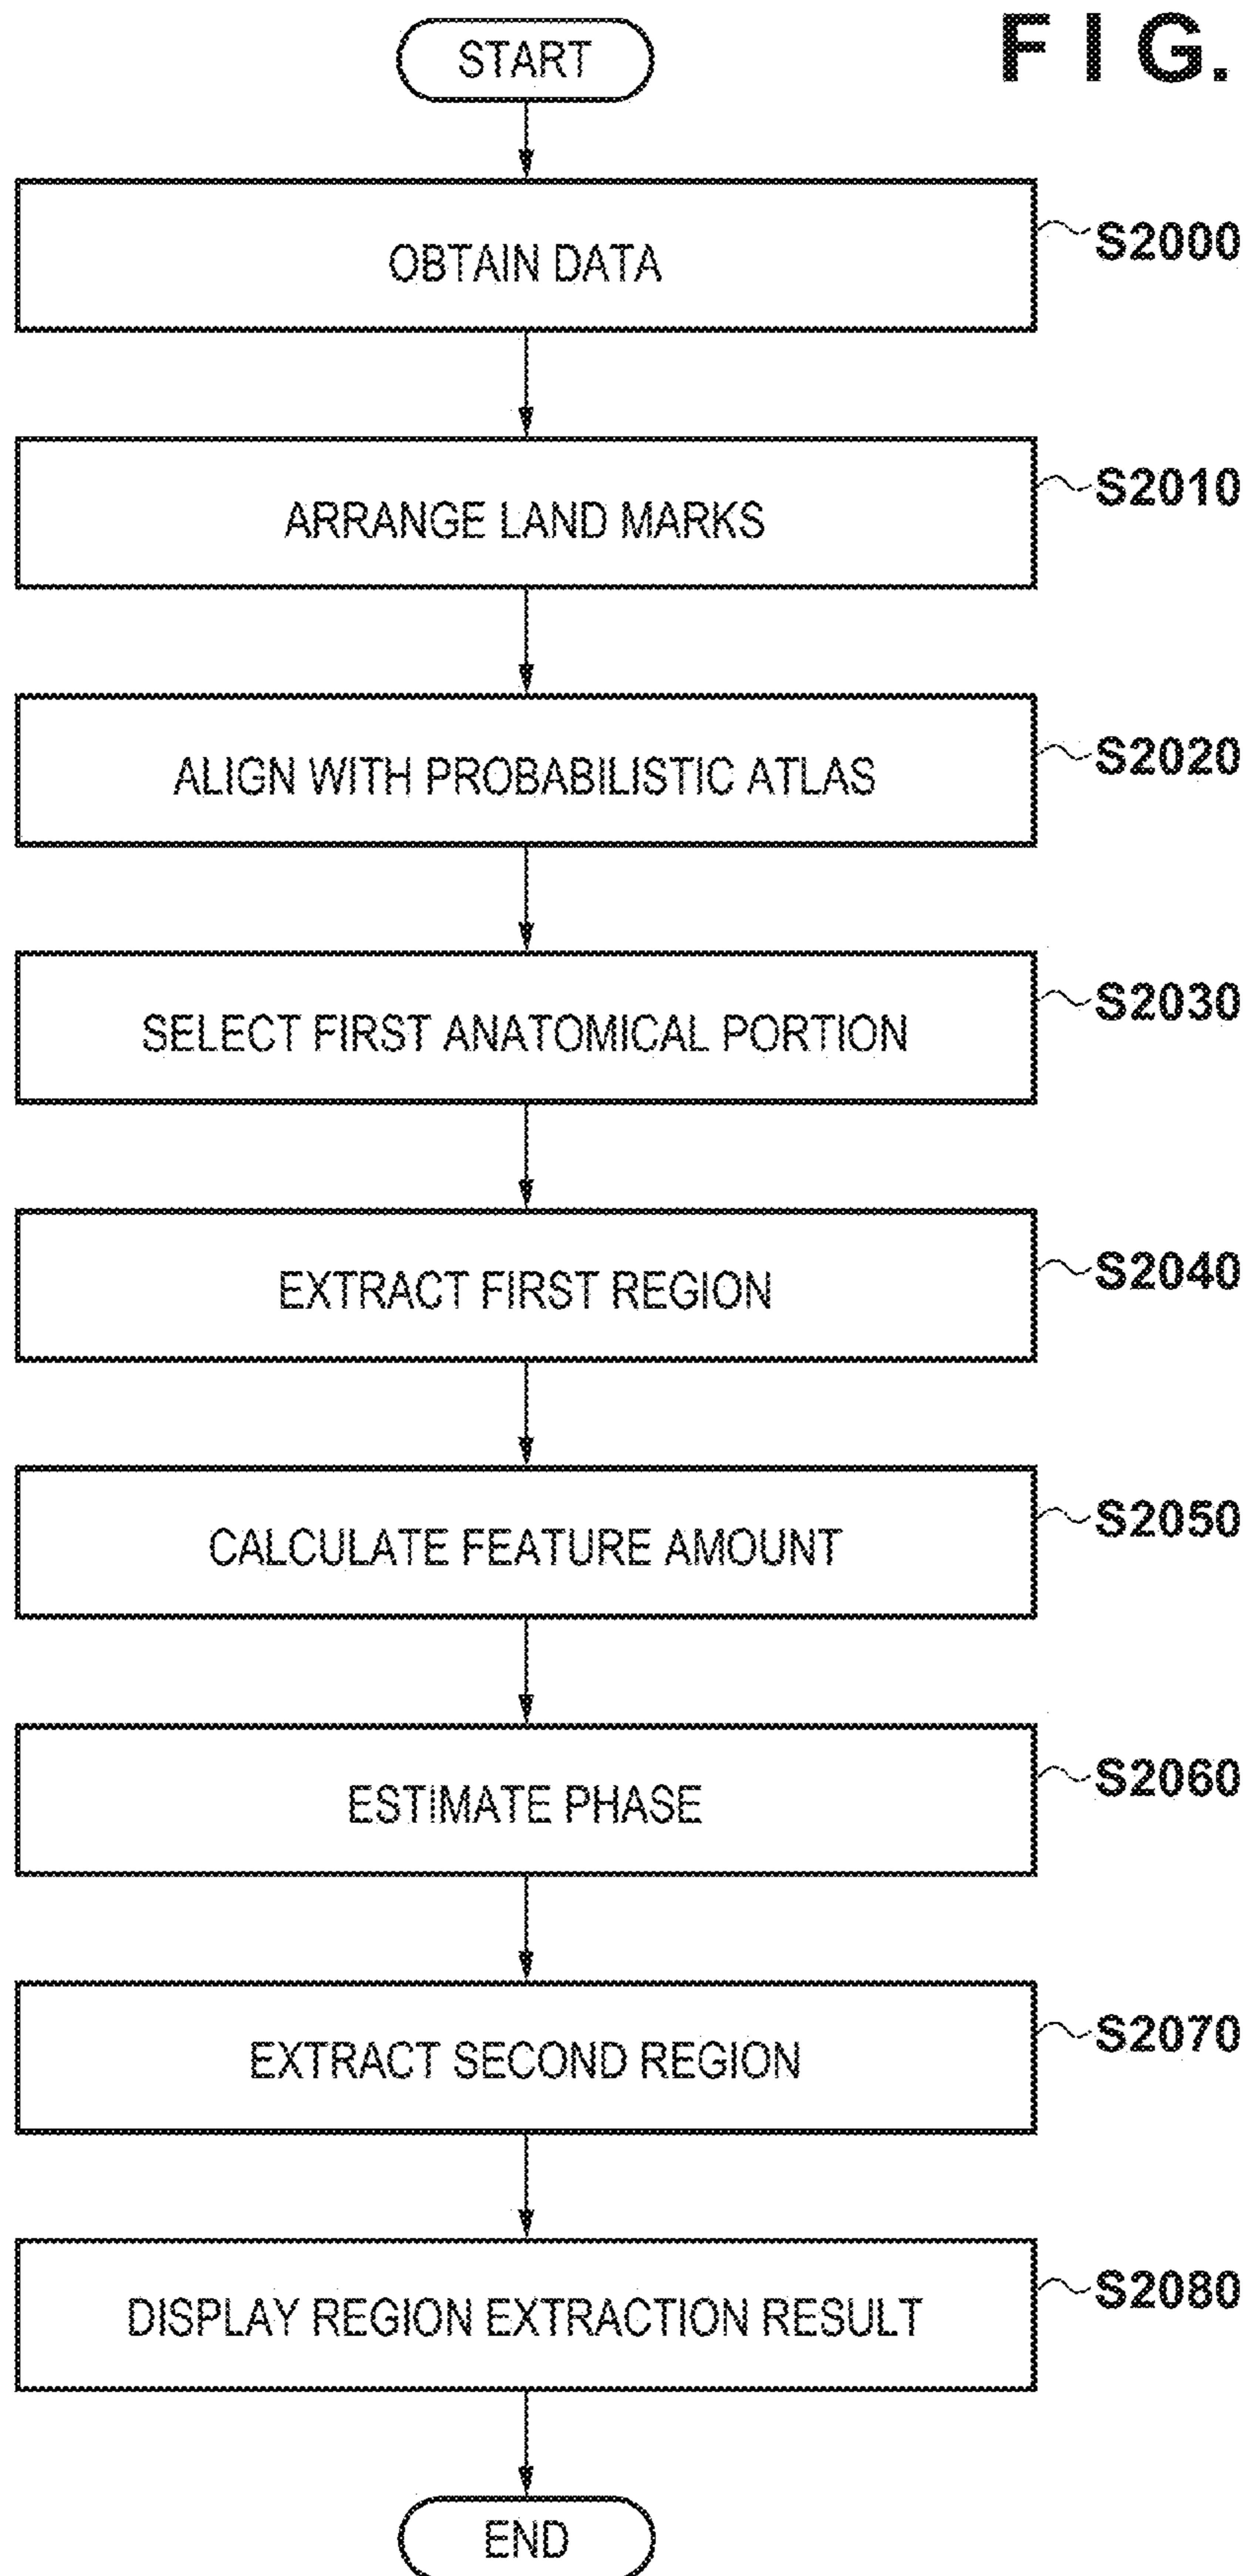 FIG.
START
OBTAIN DATA
S2000
ARRANGE LAND MARKS
S2010
ALIGN WITH PROBABILISTIC ATLAS
S2020
SELECT FIRST ANATOMICAL PORTION
S2030
EXTRACT FIRST REGION
S2040
CALCULATE FEATURE AMOUNT
S2050
ESTIMATE PHASE
S2060
EXTRACT SECOND REGION
S2070
DISPLAY REGION EXTRACTION RESULT
S2080
END